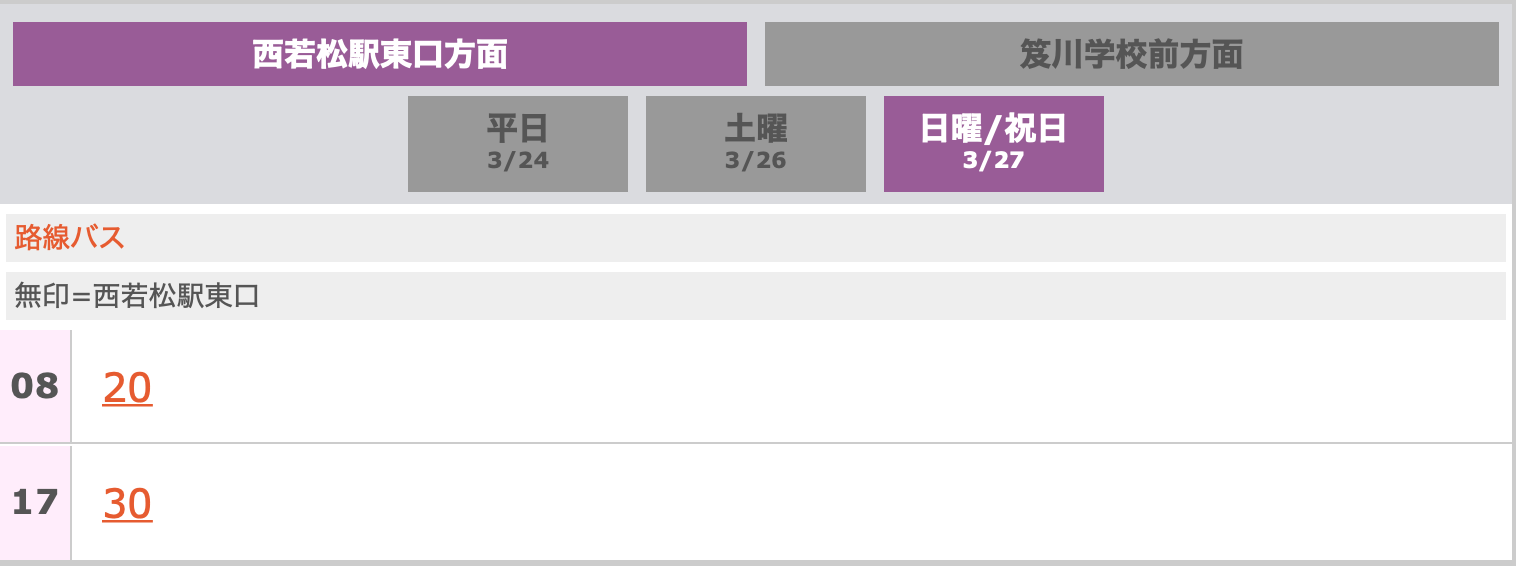 西若松駅東口方面 笈川学校前方面
平日 土曜 日曜/祝日
3/24 3/26 3/27
路線バス
無印=西若松駅東口
08 20
17 30